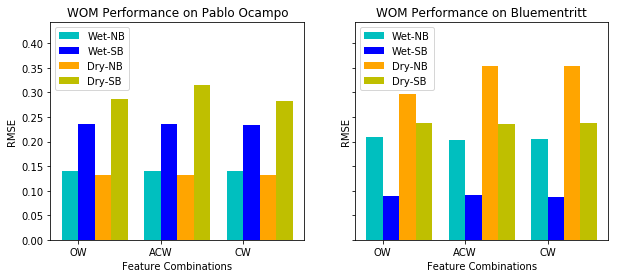 WOM Performance on Pablo Ocampo
0.40
0.35
0.30
0.25
0.20
0.15
0.10
0.05
0.00
RMSE
Wet-NB
Wet-SB
Dry-NB
Dry-SB
OW
ACW
CW
Feature Combinations
WOM Performance on Bluementritt
RMSE
Wet-NB
Wet-SB
Dry-NB
Dry-SB
OW
ACW
CW
Feature Combinations